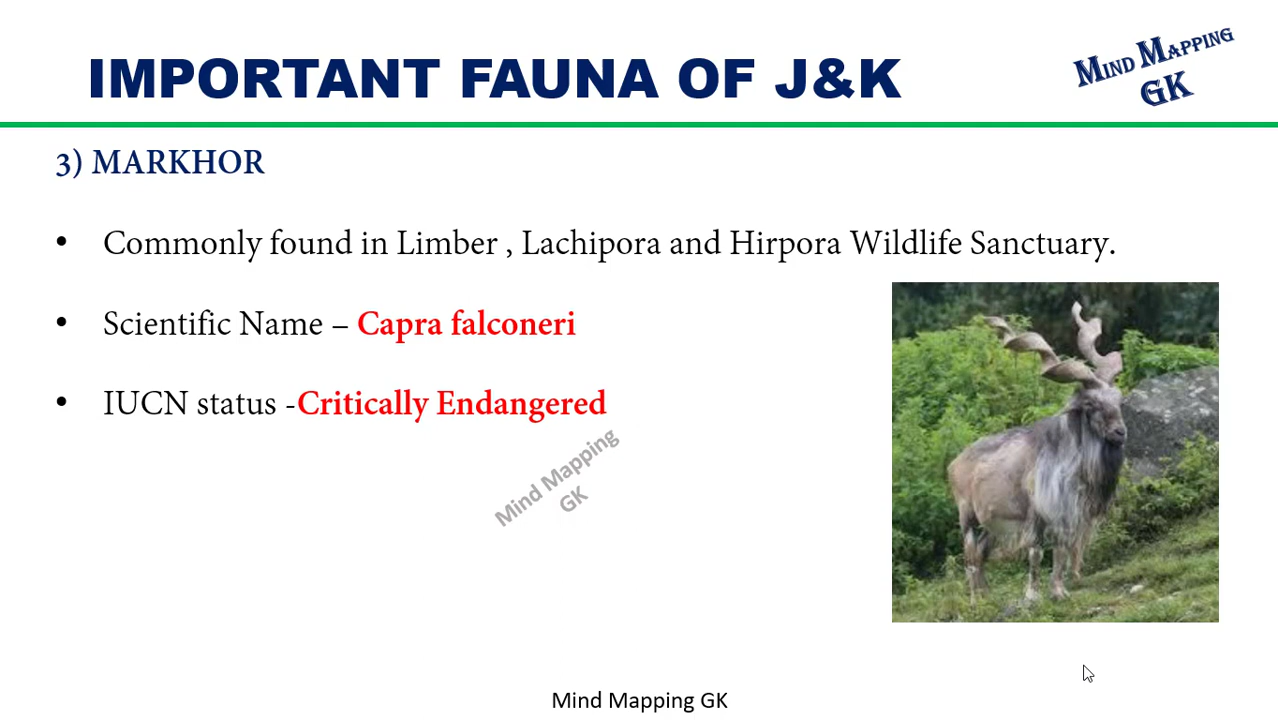 IMPORTANT FAUNA OF J&K
MIND MAPPING
GK
3) MARKHOR
• Commonly found in Limber , Lachipora and Hirpora Wildlife Sanctuary.
• Scientific Name – Capra falconeri
• IUCN status -Critically Endangered
Mind Mapping
GK
Mind Mapping GK